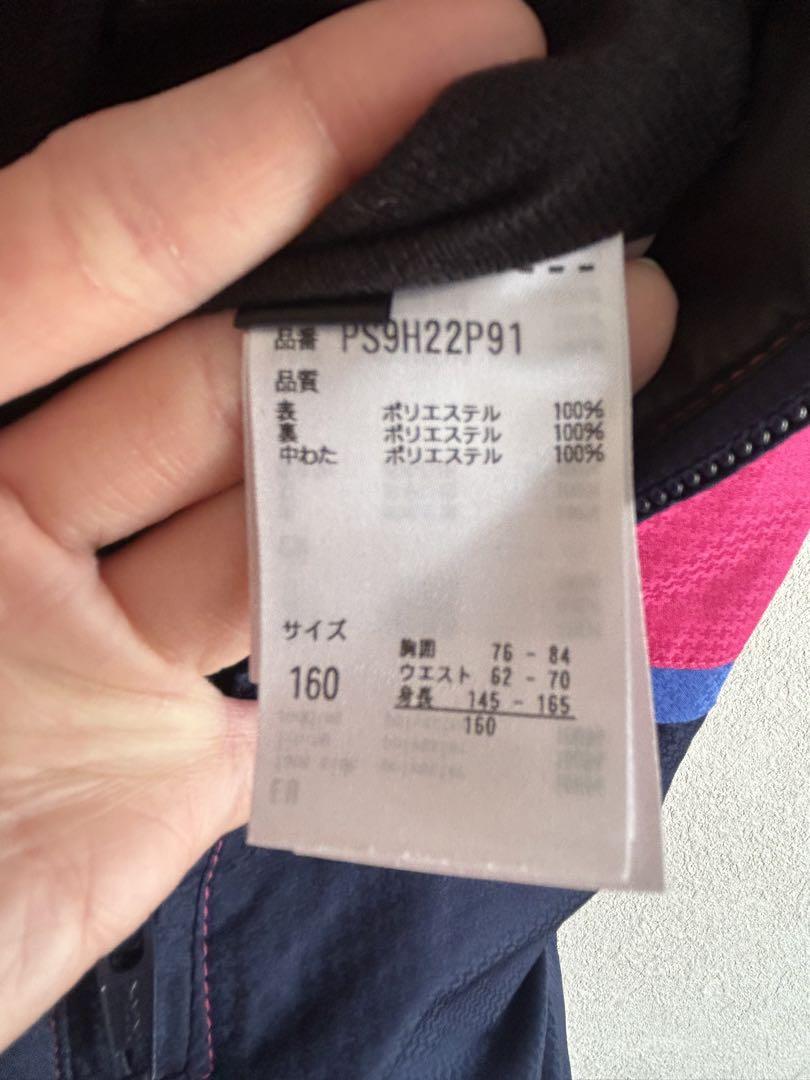 品番 PS9H22P91
品質
表 ポリエステル 100%
裏 ポリエステル 100%
中わた ポリエステル 100%
サイズ
160
胸囲 76 - 84
ウエスト 62 - 70
身長 145 - 165
160